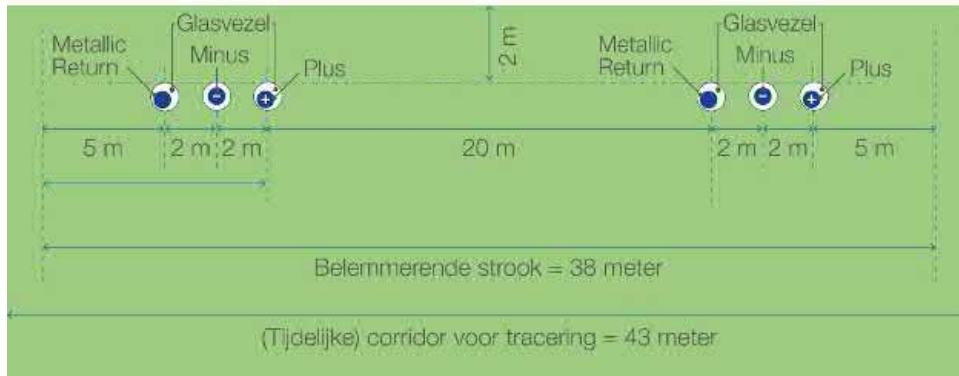 Glasvezel
Metallic
Return
Minus
Plus
2 m
Glasvezel
Metallic
Return
Minus
Plus
5 m
2 m
2 m
20 m
2 m
2 m
5 m
Belemmerende strook = 38 meter
(Tijdelijke) corridor voor tracering = 43 meter